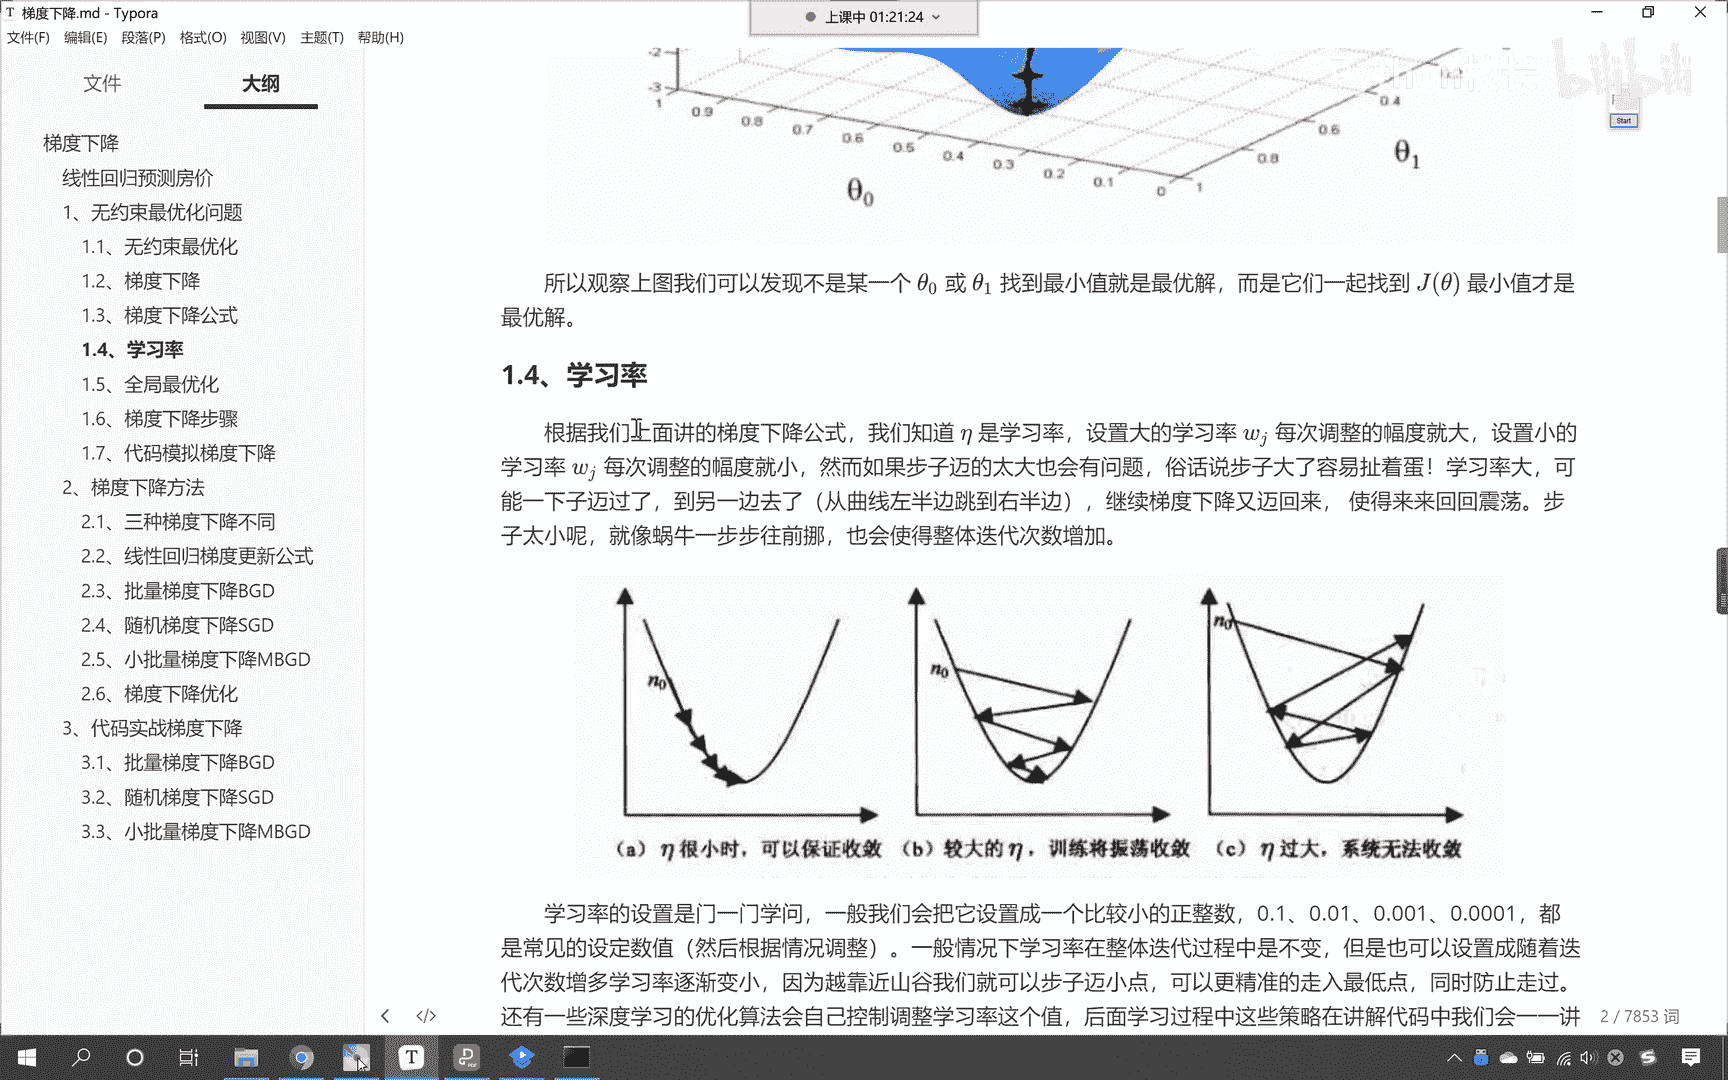 梯度下降.md - Typora
上课中 01:21:24
文件(F) 编辑(E) 段落(P) 格式(O) 视图(V) 主题(T) 帮助(H)
文件 大纲
梯度下降
线性回归预测房价
1、无约束最优化问题
1.1、无约束最优化
1.2、梯度下降
1.3、梯度下降公式
1.4、学习率
1.5、全局最优化
1.6、梯度下降步骤
1.7、代码模拟梯度下降
2、梯度下降方法
2.1、三种梯度下降不同
2.2、线性回归梯度更新公式
2.3、批量梯度下降BGD
2.4、随机梯度下降SGD
2.5、小批量梯度下降MBGD
2.6、梯度下降优化
3、代码实战梯度下降
3.1、批量梯度下降BGD
3.2、随机梯度下降SGD
3.3、小批量梯度下降MBGD
bilibili
Start
-2
-3
1 0.9 0.8 0.7 0.6 0.5 0.4 0.3 0.2 0.1 0
0.2 0.4 0.6 0.8 1
θ₀
θ₁
所以观察上图我们可以发现不是某一个 θ₀ 或 θ₁ 找到最小值就是最优解，而是它们一起找到 J(θ) 最小值才是
最优解。
1.4、学习率
根据我们上面讲的梯度下降公式，我们知道 η 是学习率，设置大的学习率 wⱼ 每次调整的幅度就大，设置小的
学习率 wⱼ 每次调整的幅度就小，然而如果步子迈的太大也会有问题，俗话说步子大了容易扯着蛋！学习率大，可
能一下子迈过了，到另一边去了（从曲线左半边跳到右半边），继续梯度下降又迈回来， 使得来来回回震荡。步
子太小呢，就像蜗牛一步步往前挪，也会使得整体迭代次数增加。
n₀
n₀
n₀
（a）η 很小时，可以保证收敛
（b）较大的 η，训练将振荡收敛
（c）η 过大，系统无法收敛
学习率的设置是门一门学问，一般我们会把它设置成一个比较小的正整数，0.1、0.01、0.001、0.0001，都
是常见的设定数值（然后根据情况调整）。一般情况下学习率在整体迭代过程中是不变，但是也可以设置成随着迭
代次数增多学习率逐渐变小，因为越靠近山谷我们就可以步子迈小点，可以更精准的走入最低点，同时防止走过。
还有一些深度学习的优化算法会自己控制调整学习率这个值，后面学习过程中这些策略在讲解代码中我们会一一讲
2 / 7853 词